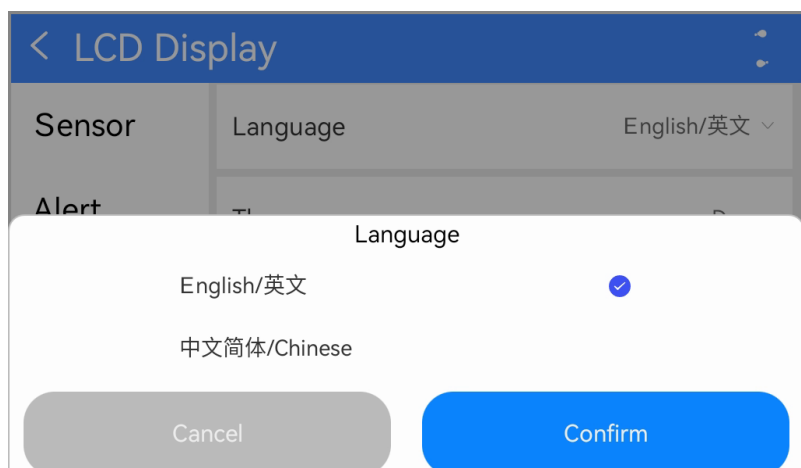 LCD Display
Sensor
Language
English/英文
Alert
Language
English/英文
中文简体/Chinese
Cancel
Confirm